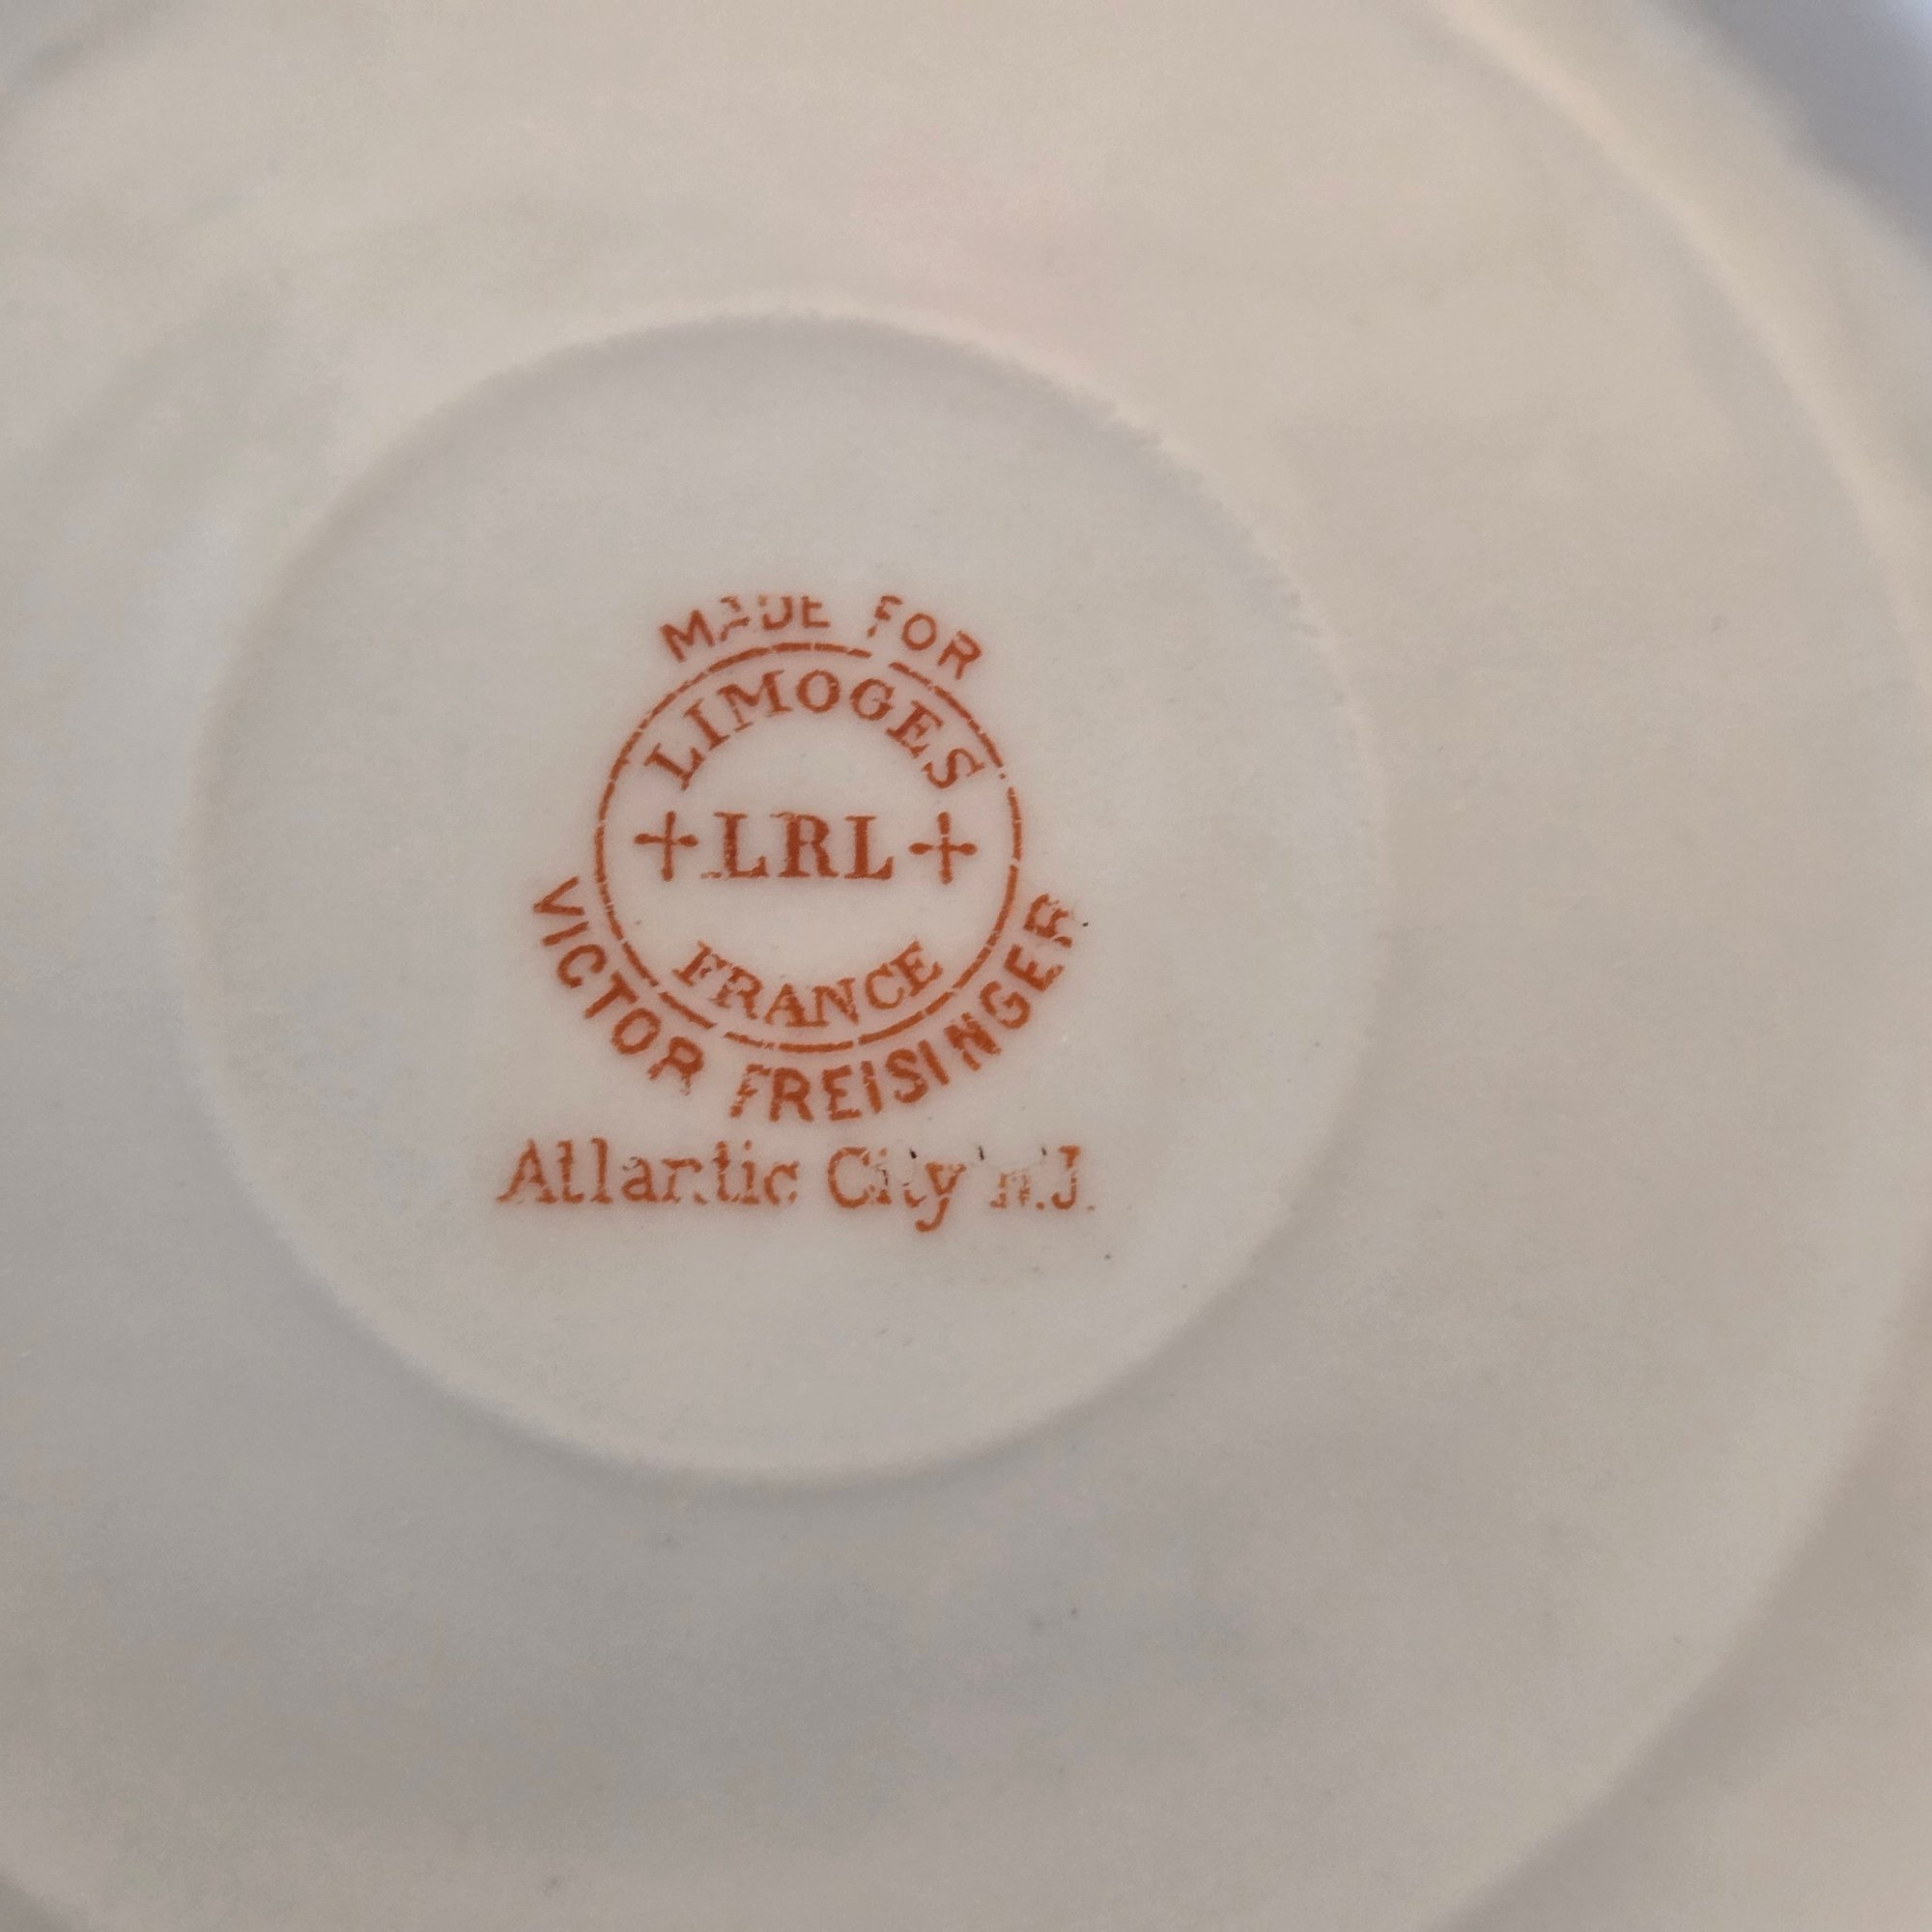 MADE FOR
LIMOGES
+LRL+
FRANCE
VICTOR FREISINGER
Atlantic City N.J.